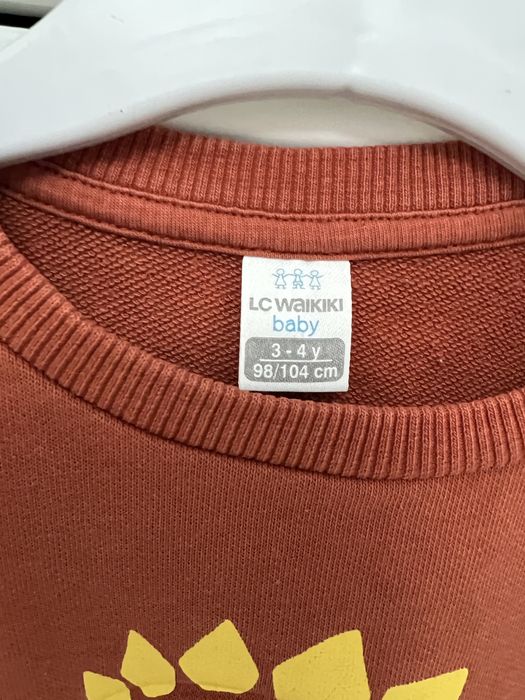 LC WAIKIKI
baby
3 - 4 y
98/104 cm